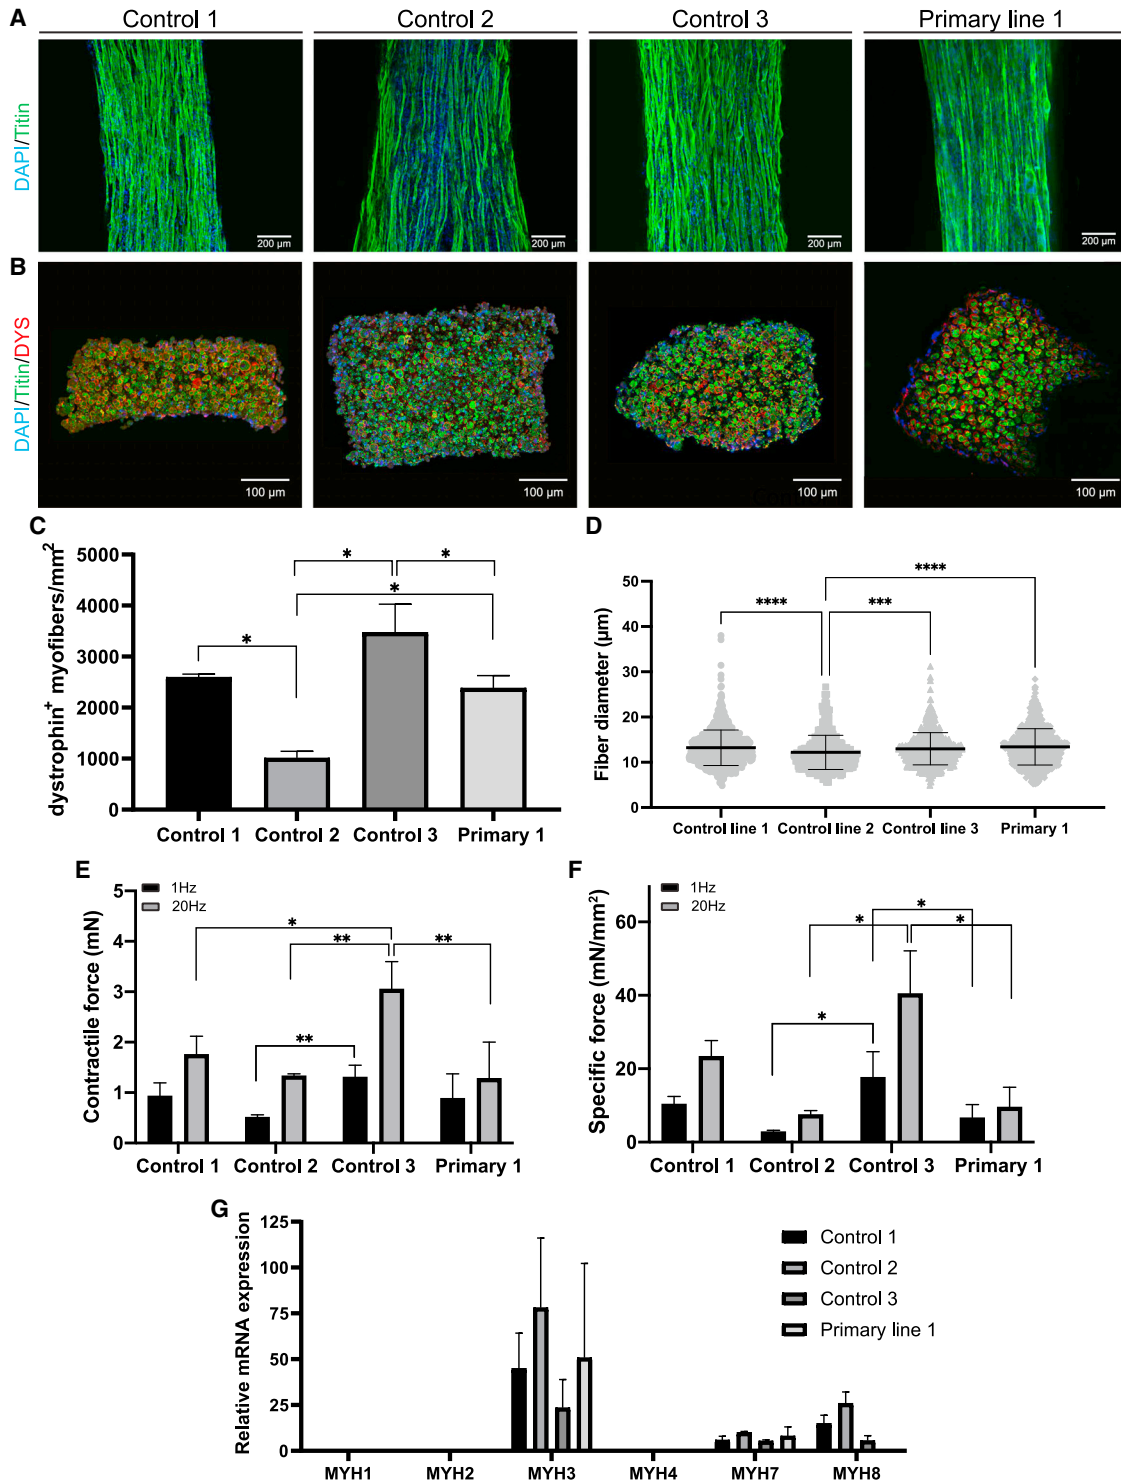 A
Control 1
Control 2
Control 3
Primary line 1
DAPI/Titin
200 µm
200 µm
200 µm
200 µm
B
DAPI/Titin/DYS
100 µm
100 µm
100 µm
100 µm
C
dystrophin+ myofibers/mm2
5000
4000
3000
2000
1000
0
*
*
*
*
Control 1
Control 2
Control 3
Primary 1
D
Fiber diameter (µm)
50
40
30
20
10
0
****
****
***
Control line 1
Control line 2
Control line 3
Primary 1
E
1Hz
20Hz
Contractile force (mN)
5
4
3
2
1
0
*
**
**
**
Control 1
Control 2
Control 3
Primary 1
F
1Hz
20Hz
Specific force (mN/mm2)
60
40
20
0
*
*
*
*
Control 1
Control 2
Control 3
Primary 1
G
Relative mRNA expression
125
100
75
50
25
0
Control 1
Control 2
Control 3
Primary line 1
MYH1
MYH2
MYH3
MYH4
MYH7
MYH8